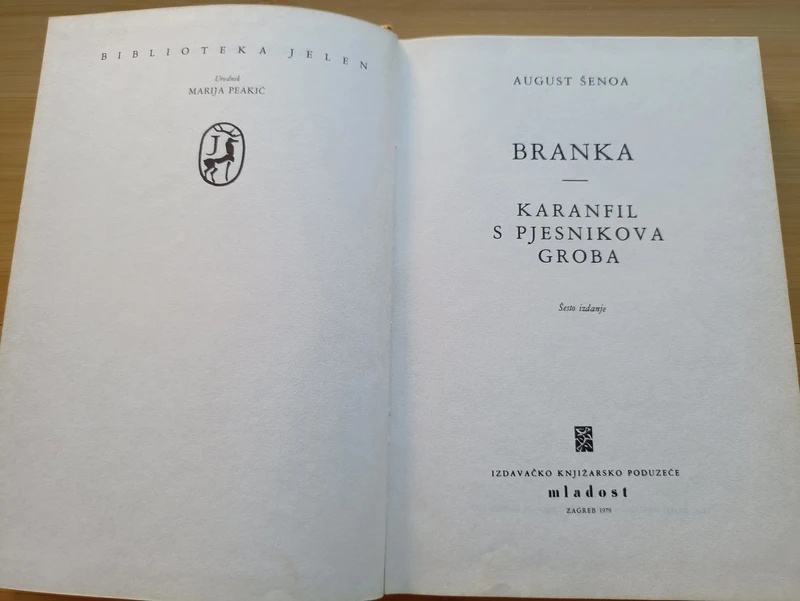 BIBLIOTEKA JELEN
Urednik
MARIJA PEAKIĆ
J
AUGUST ŠENOA
BRANKA
KARANFIL
S PJESNIKOVA
GROBA
Šesto izdanje
IZDAVAČKO KNJIŽARSKO PODUZEĆE
mladost
ZAGREB 1979